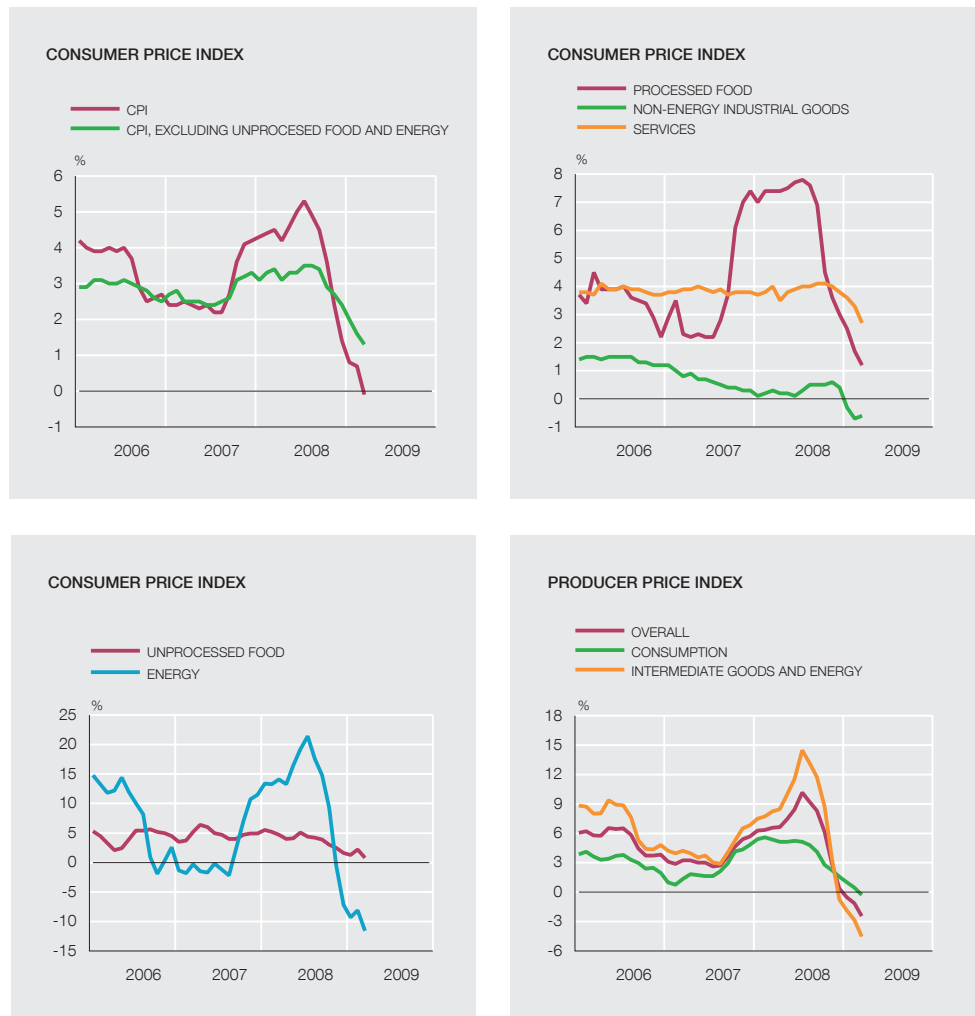 CONSUMER PRICE INDEX
CPI
CPI, EXCLUDING UNPROCESED FOOD AND ENERGY
%
6
5
4
3
2
1
0
-1
2006 2007 2008 2009
CONSUMER PRICE INDEX
PROCESSED FOOD
NON-ENERGY INDUSTRIAL GOODS
SERVICES
%
8
7
6
5
4
3
2
1
0
-1
2006 2007 2008 2009
CONSUMER PRICE INDEX
UNPROCESSED FOOD
ENERGY
%
25
20
15
10
5
0
-5
-10
-15
2006 2007 2008 2009
PRODUCER PRICE INDEX
OVERALL
CONSUMPTION
INTERMEDIATE GOODS AND ENERGY
%
18
15
12
9
6
3
0
-3
-6
2006 2007 2008 2009